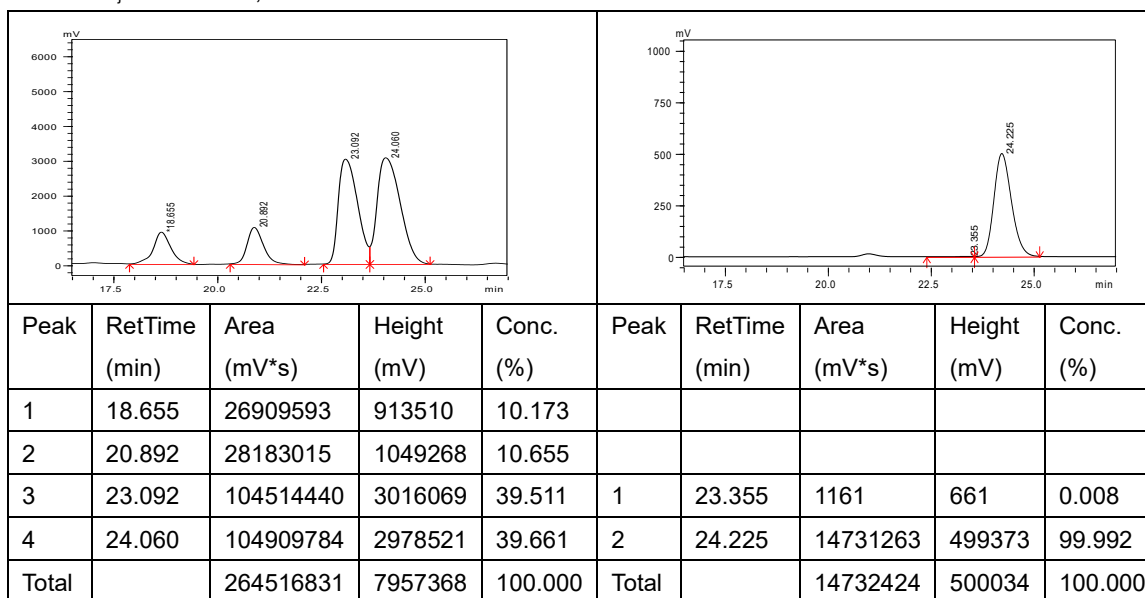 mV
6000
5000
4000
3000
2000
1000
0
*18.655
20.892
23.092
24.060
17.5 20.0 22.5 25.0 min
mV
1000
750
500
250
0
23.355
24.225
17.5 20.0 22.5 25.0 min
Peak RetTime (min) Area (mV*s) Height (mV) Conc. (%) Peak RetTime (min) Area (mV*s) Height (mV) Conc. (%)
1 18.655 26909593 913510 10.173
2 20.892 28183015 1049268 10.655
3 23.092 104514440 3016069 39.511 1 23.355 1161 661 0.008
4 24.060 104909784 2978521 39.661 2 24.225 14731263 499373 99.992
Total 264516831 7957368 100.000 Total 14732424 500034 100.000